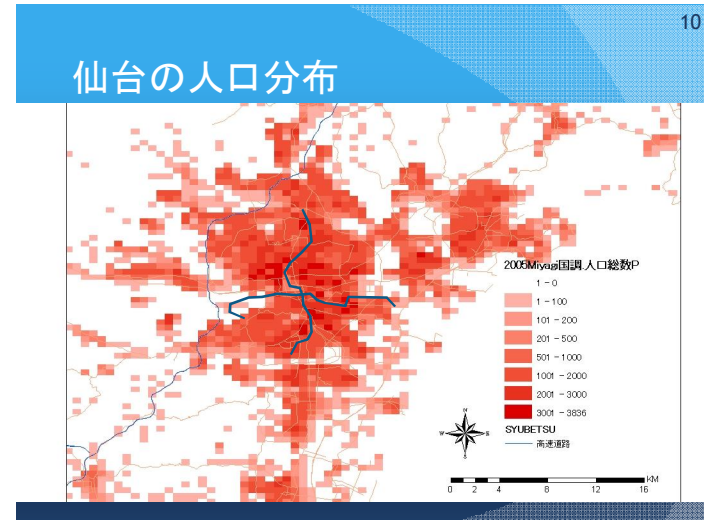 10
仙台の人口分布
2005Miyagi国調.人口総数P
1 - 0
1 - 100
101 - 200
201 - 500
501 - 1000
1001 - 2000
2001 - 3000
3001 - 3836
SYUBETSU
高速道路
N
W
E
S
KM
0 2 4 8 12 16